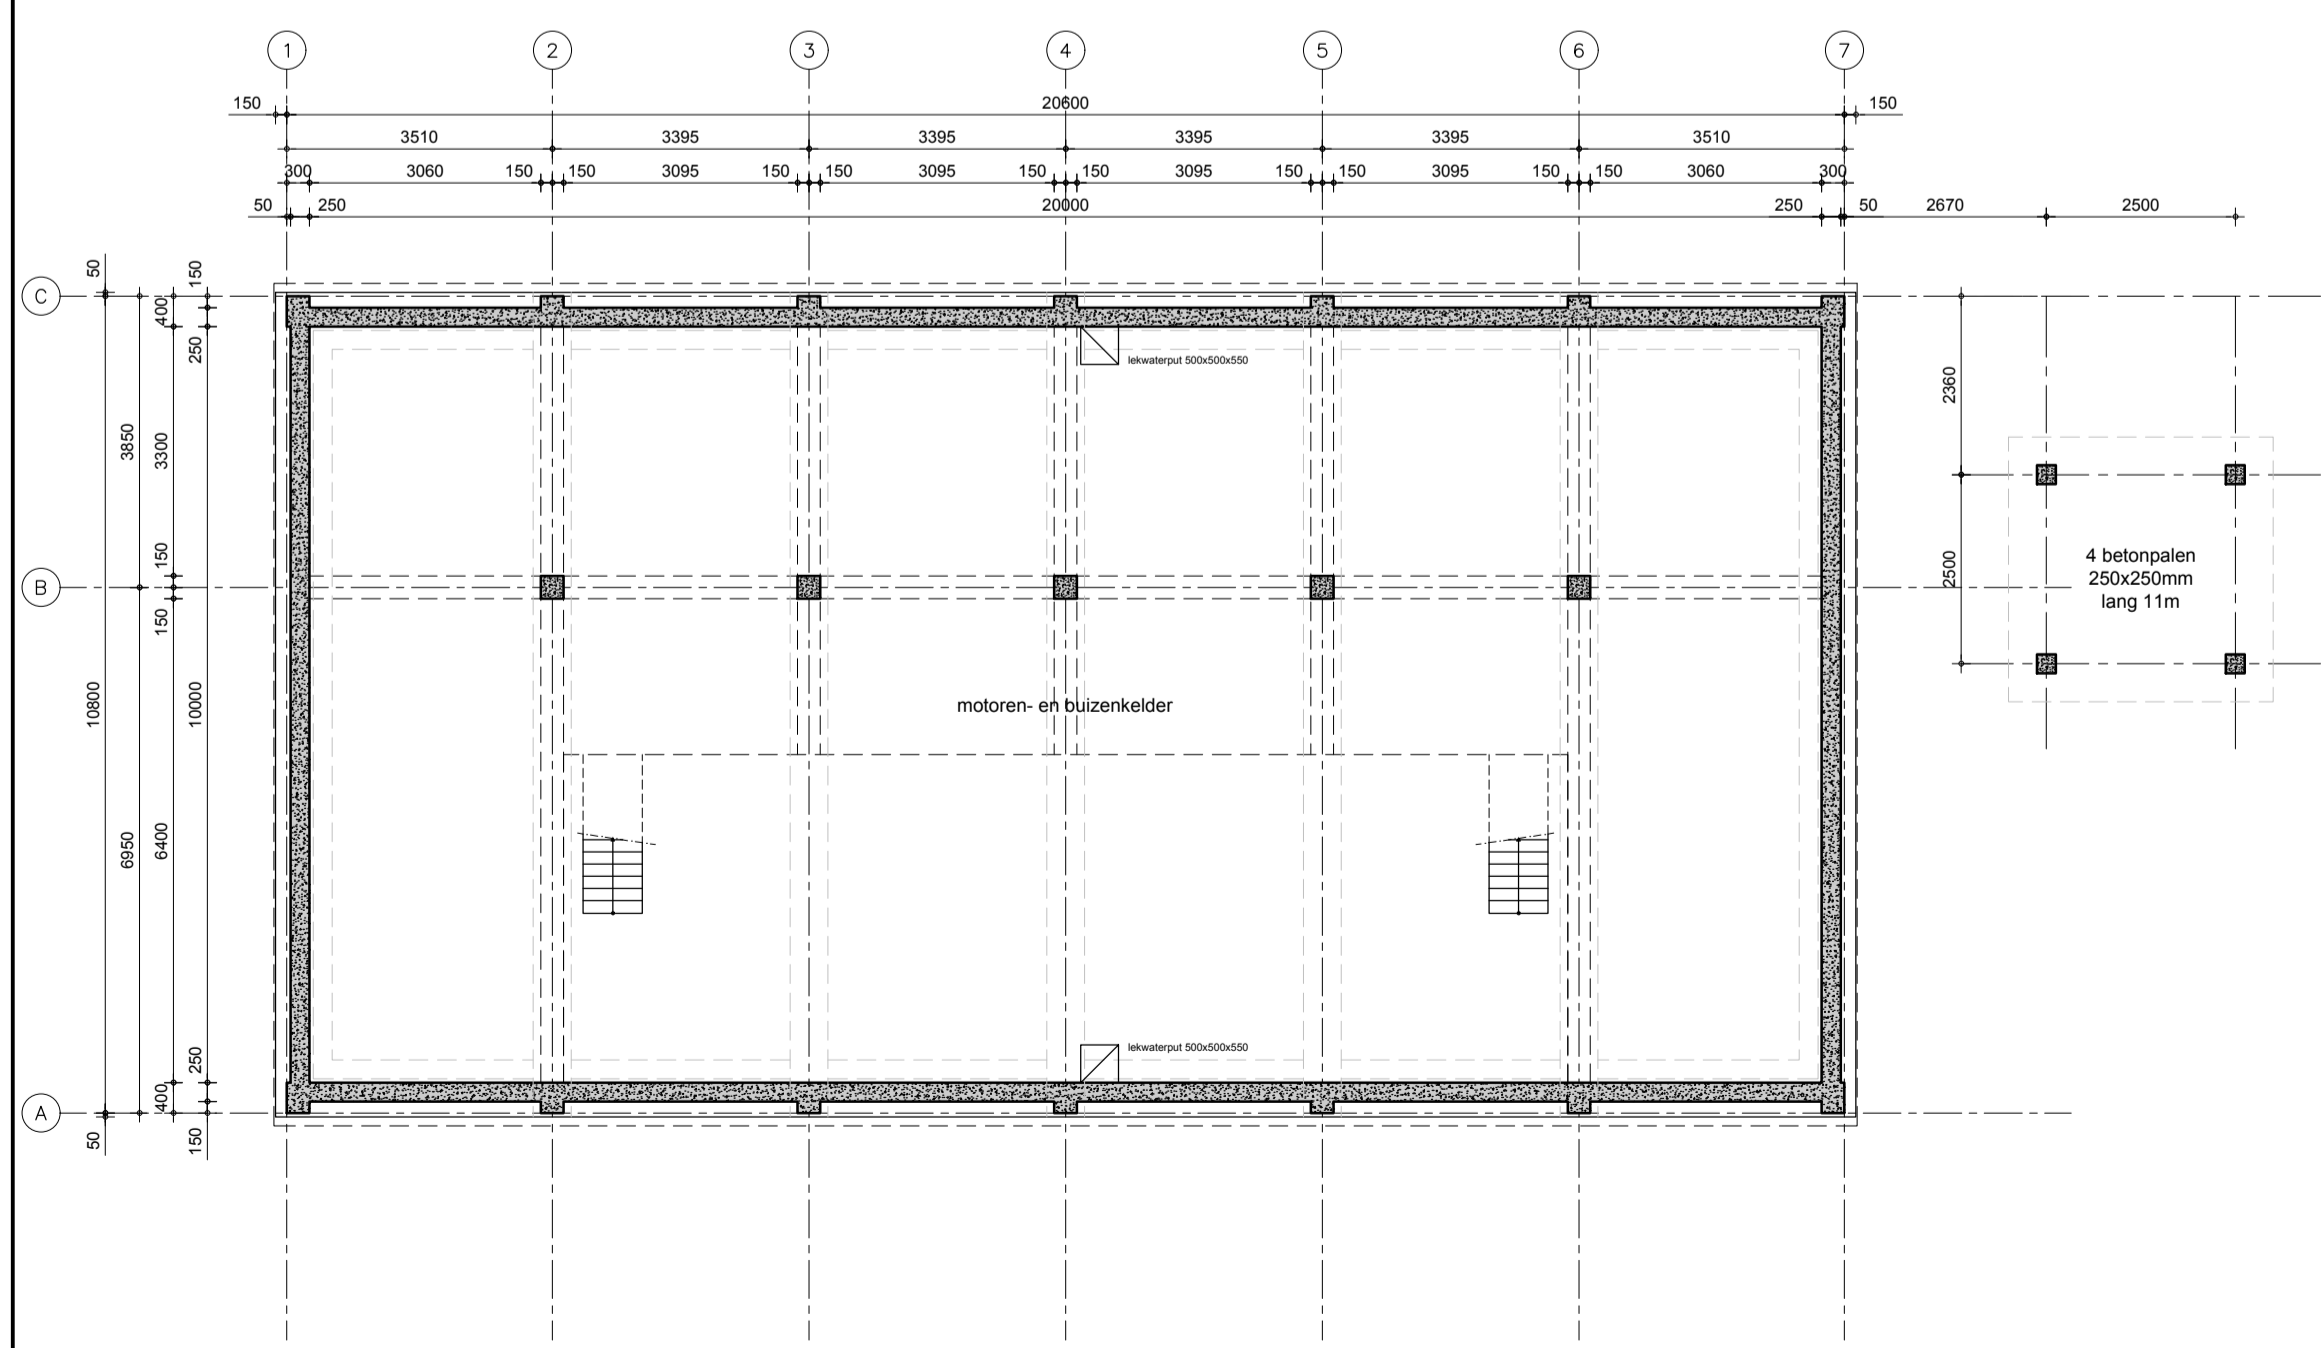 1 2 3 4 5 6 7
150 20600 150
3510 3395 3395 3395 3395 3510
300 3060 150 150 3095 150 150 3095 150 150 3095 150 150 3095 150 150 3060 300
50 250 20000 250 50 2670 2500
50 150
C
400
250
lekwaterput 500x500x550
2360
3850 3300
150
B
2500
4 betonpalen
250x250mm
lang 11m
150
10800 10000
motoren- en buizenkelder
6950 6400
lekwaterput 500x500x550
250
400
A
50 150